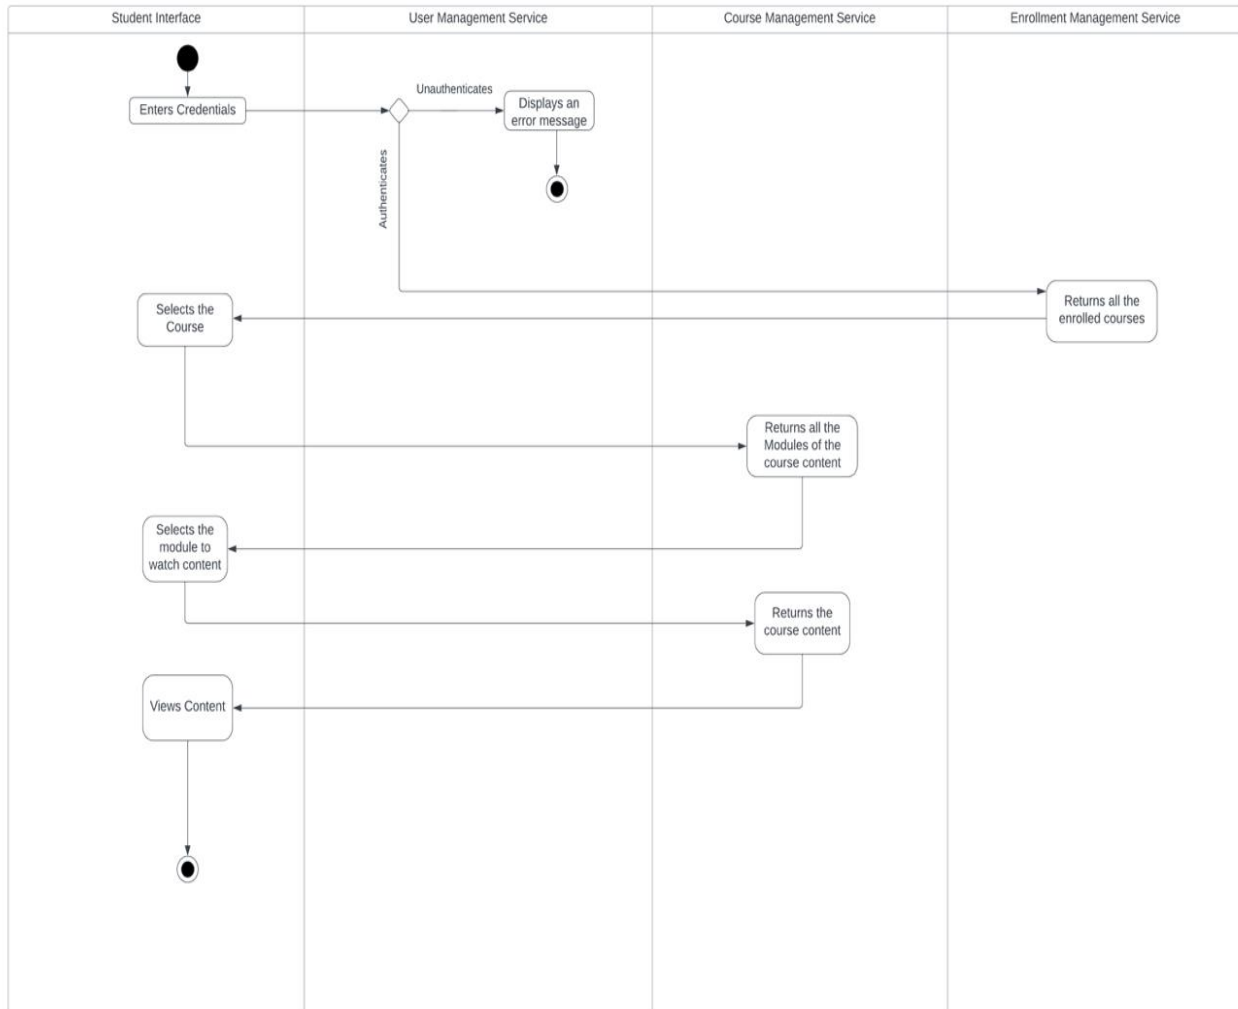 Student Interface
User Management Service
Course Management Service
Enrollment Management Service
Enters Credentials
Unauthenticates
Displays an
error message
Authenticates
Returns all the
enrolled courses
Selects the
Course
Returns all the
Modules of the
course content
Selects the
module to
watch content
Returns the
course content
Views Content